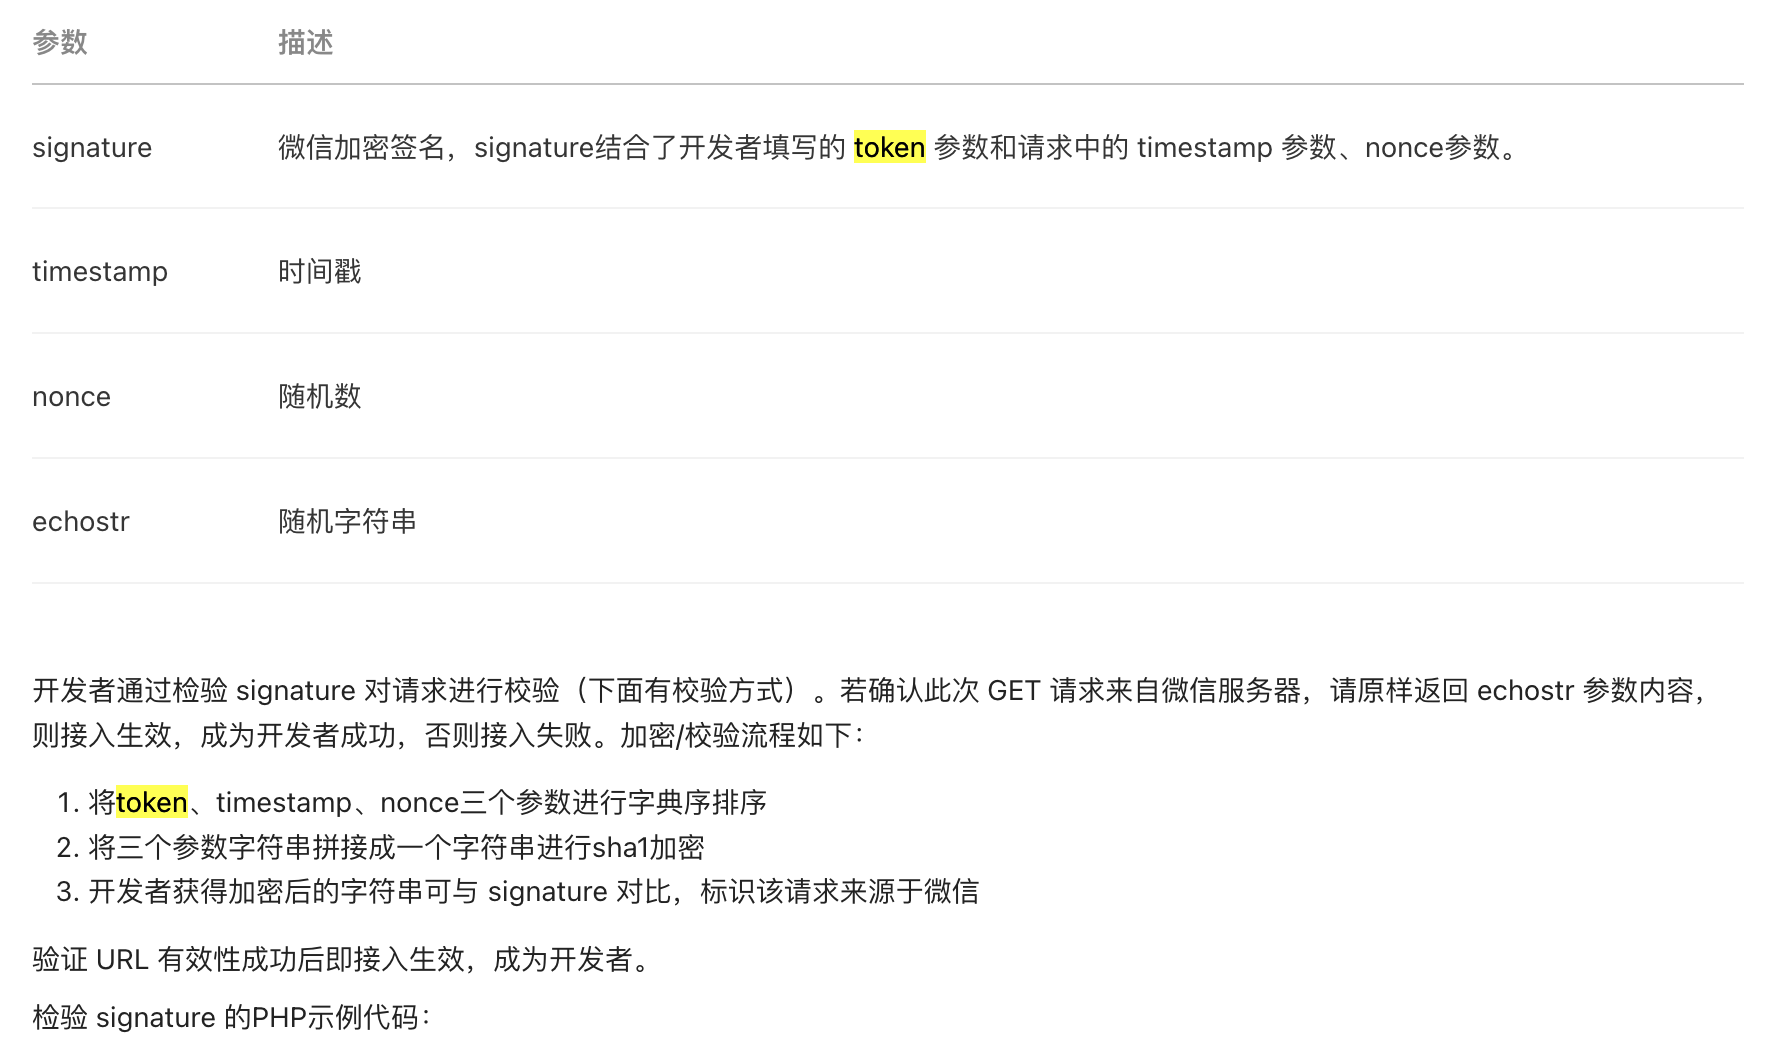 参数 描述
signature 微信加密签名，signature结合了开发者填写的 token 参数和请求中的 timestamp 参数、nonce参数。
timestamp 时间戳
nonce 随机数
echostr 随机字符串
开发者通过检验 signature 对请求进行校验（下面有校验方式）。若确认此次 GET 请求来自微信服务器，请原样返回 echostr 参数内容，
则接入生效，成为开发者成功，否则接入失败。加密/校验流程如下：
1. 将token、timestamp、nonce三个参数进行字典序排序
2. 将三个参数字符串拼接成一个字符串进行sha1加密
3. 开发者获得加密后的字符串可与 signature 对比，标识该请求来源于微信
验证 URL 有效性成功后即接入生效，成为开发者。
检验 signature 的PHP示例代码：